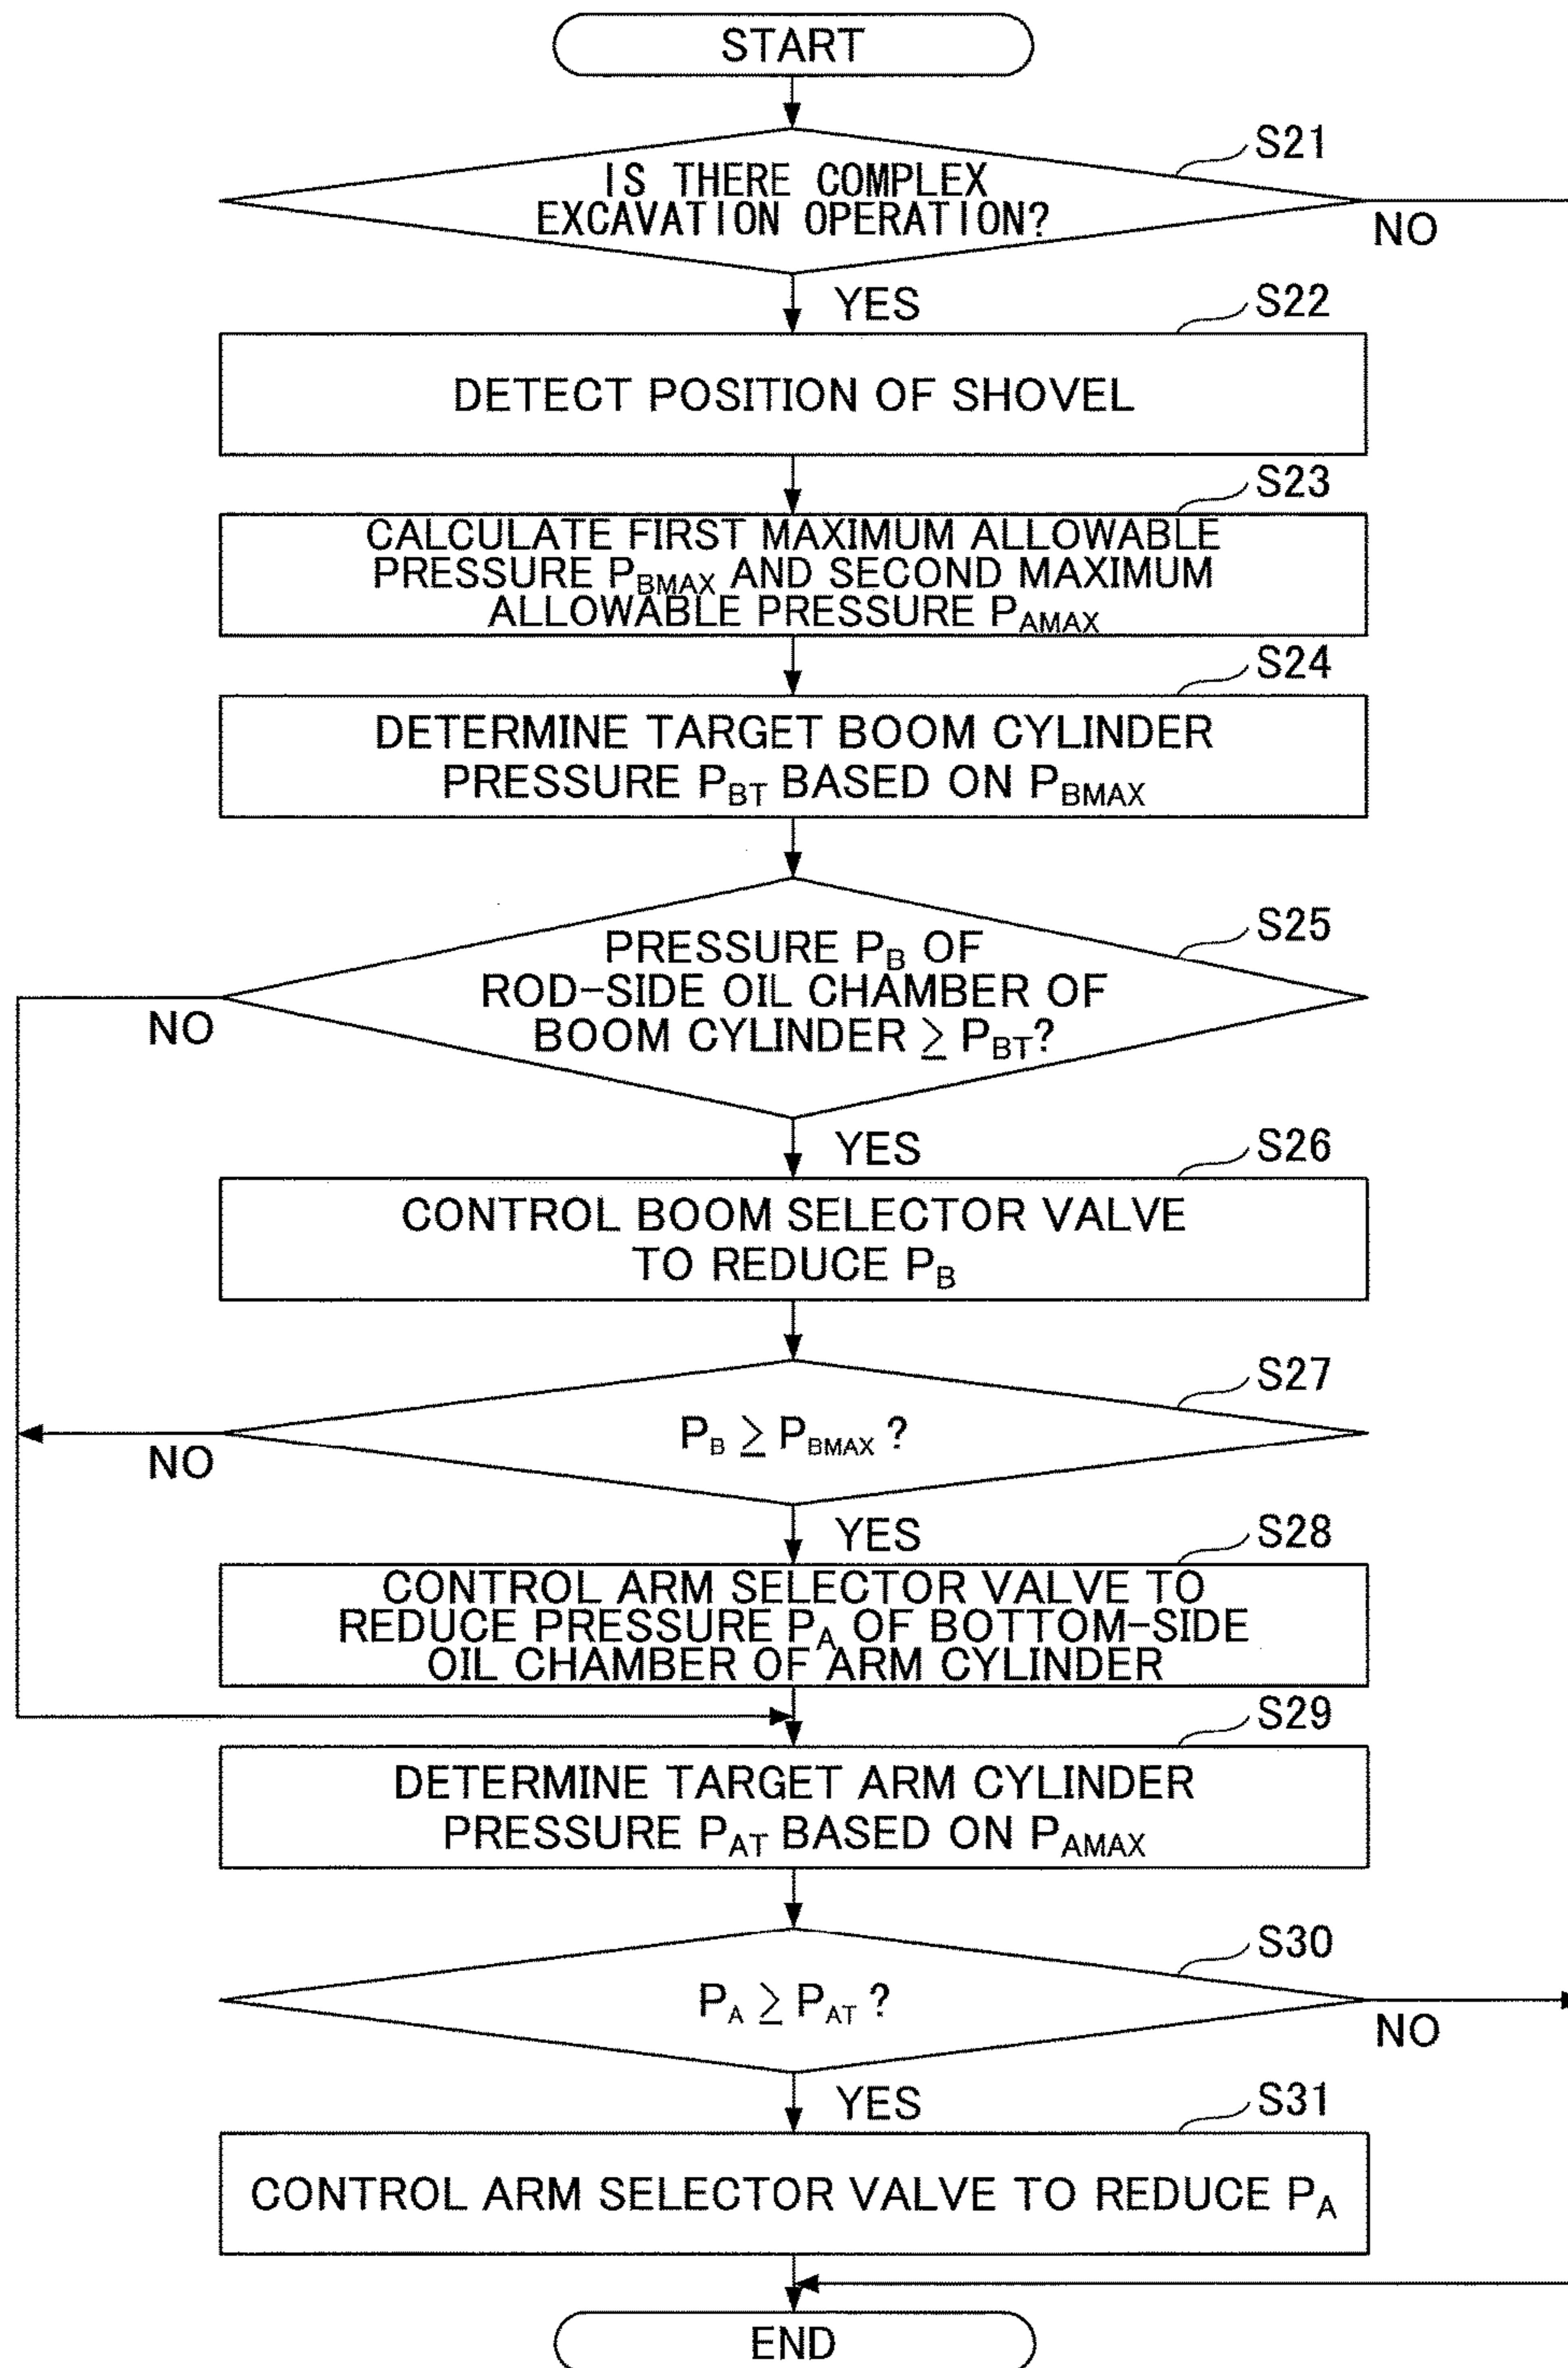 START
S21
IS THERE COMPLEX
EXCAVATION OPERATION?
NO
YES
S22
DETECT POSITION OF SHOVEL
S23
CALCULATE FIRST MAXIMUM ALLOWABLE
PRESSURE PBMAX AND SECOND MAXIMUM
ALLOWABLE PRESSURE PAMAX
S24
DETERMINE TARGET BOOM CYLINDER
PRESSURE PBT BASED ON PBMAX
S25
PRESSURE PB OF
ROD-SIDE OIL CHAMBER OF
BOOM CYLINDER ≥ PBT?
NO
YES
S26
CONTROL BOOM SELECTOR VALVE
TO REDUCE PB
S27
PB ≥ PBMAX ?
NO
YES
S28
CONTROL ARM SELECTOR VALVE TO
REDUCE PRESSURE PA OF BOTTOM-SIDE
OIL CHAMBER OF ARM CYLINDER
S29
DETERMINE TARGET ARM CYLINDER
PRESSURE PAT BASED ON PAMAX
S30
PA ≥ PAT ?
NO
YES
S31
CONTROL ARM SELECTOR VALVE TO REDUCE PA
END